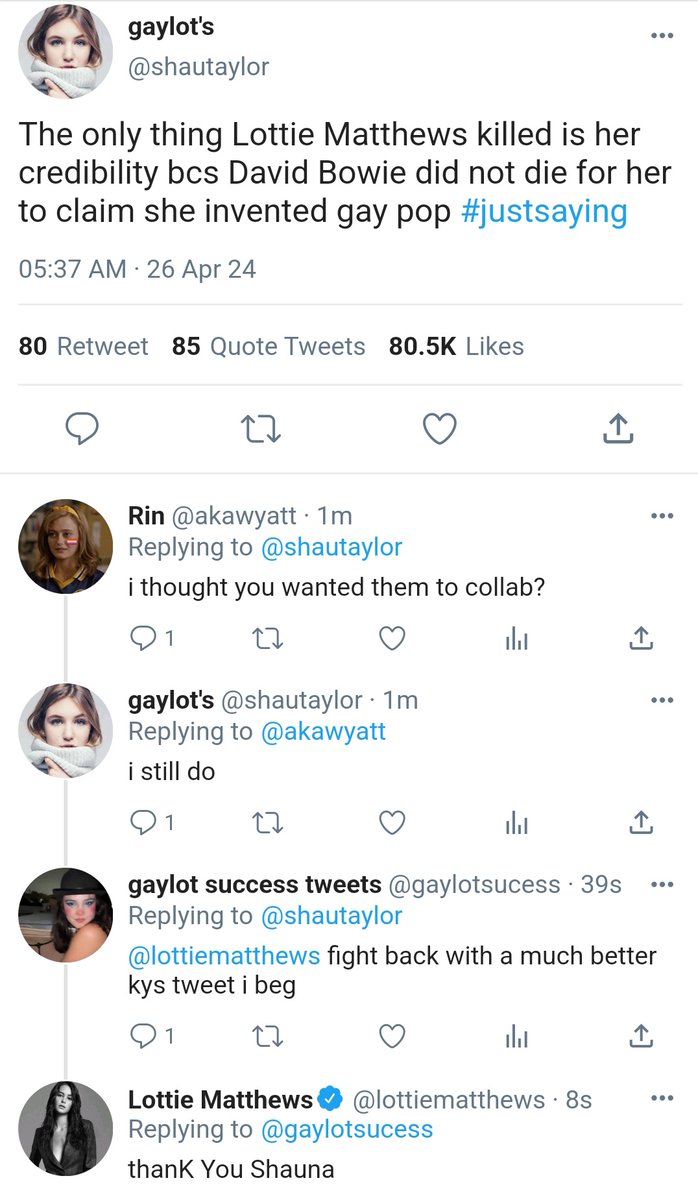 gaylot's
@shautaylor
The only thing Lottie Matthews killed is her
credibility bcs David Bowie did not die for her
to claim she invented gay pop #justsaying
05:37 AM · 26 Apr 24
80 Retweet 85 Quote Tweets 80.5K Likes
Rin @akawyatt · 1m
Replying to @shautaylor
i thought you wanted them to collab?
1
gaylot's @shautaylor · 1m
Replying to @akawyatt
i still do
1
gaylot success tweets @gaylotsucess · 39s
Replying to @shautaylor
@lottiematthews fight back with a much better
kys tweet i beg
1
Lottie Matthews @lottiematthews · 8s
Replying to @gaylotsucess
thanK You Shauna